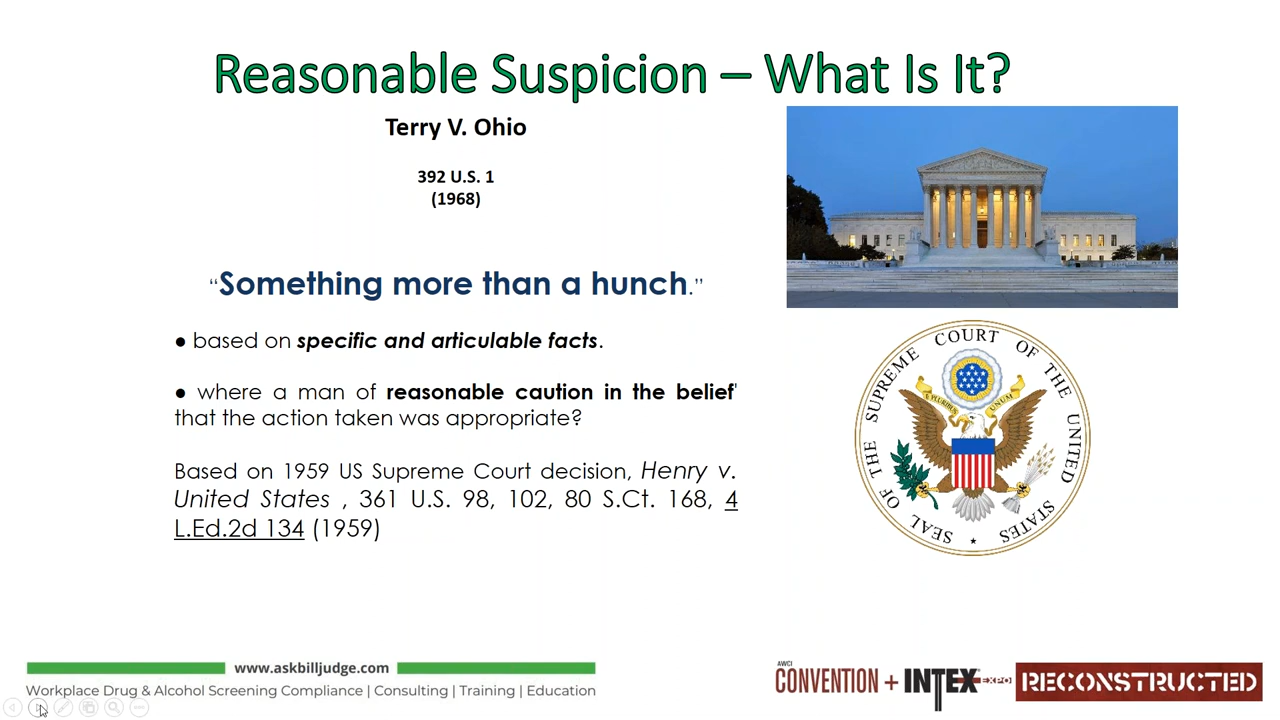 Reasonable Suspicion – What Is It?
Terry V. Ohio
392 U.S. 1
(1968)
“Something more than a hunch.”
● based on specific and articulable facts.
● where a man of reasonable caution in the belief'
that the action taken was appropriate?
Based on 1959 US Supreme Court decision, Henry v.
United States , 361 U.S. 98, 102, 80 S.Ct. 168, 4
L.Ed.2d 134 (1959)
SEAL OF THE SUPREME COURT OF THE UNITED STATES
E PLURIBUS UNUM
www.askbilljudge.com
Workplace Drug & Alcohol Screening Compliance | Consulting | Training | Education
AWCI
CONVENTION + INTEX EXPO RECONSTRUCTED